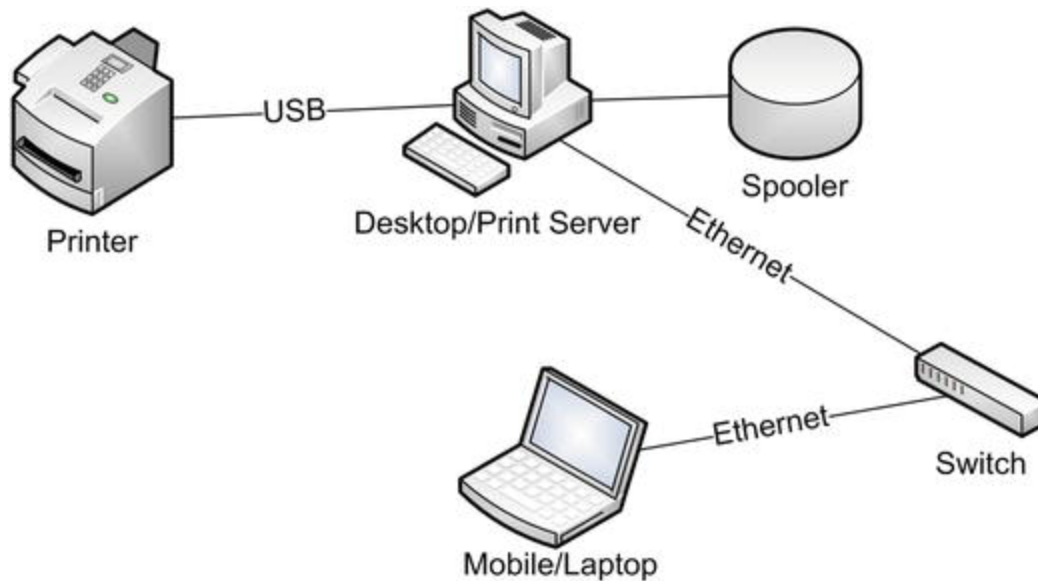 USB
Spooler
Desktop/Print Server
Printer
Ethernet
Ethernet
Switch
Mobile/Laptop